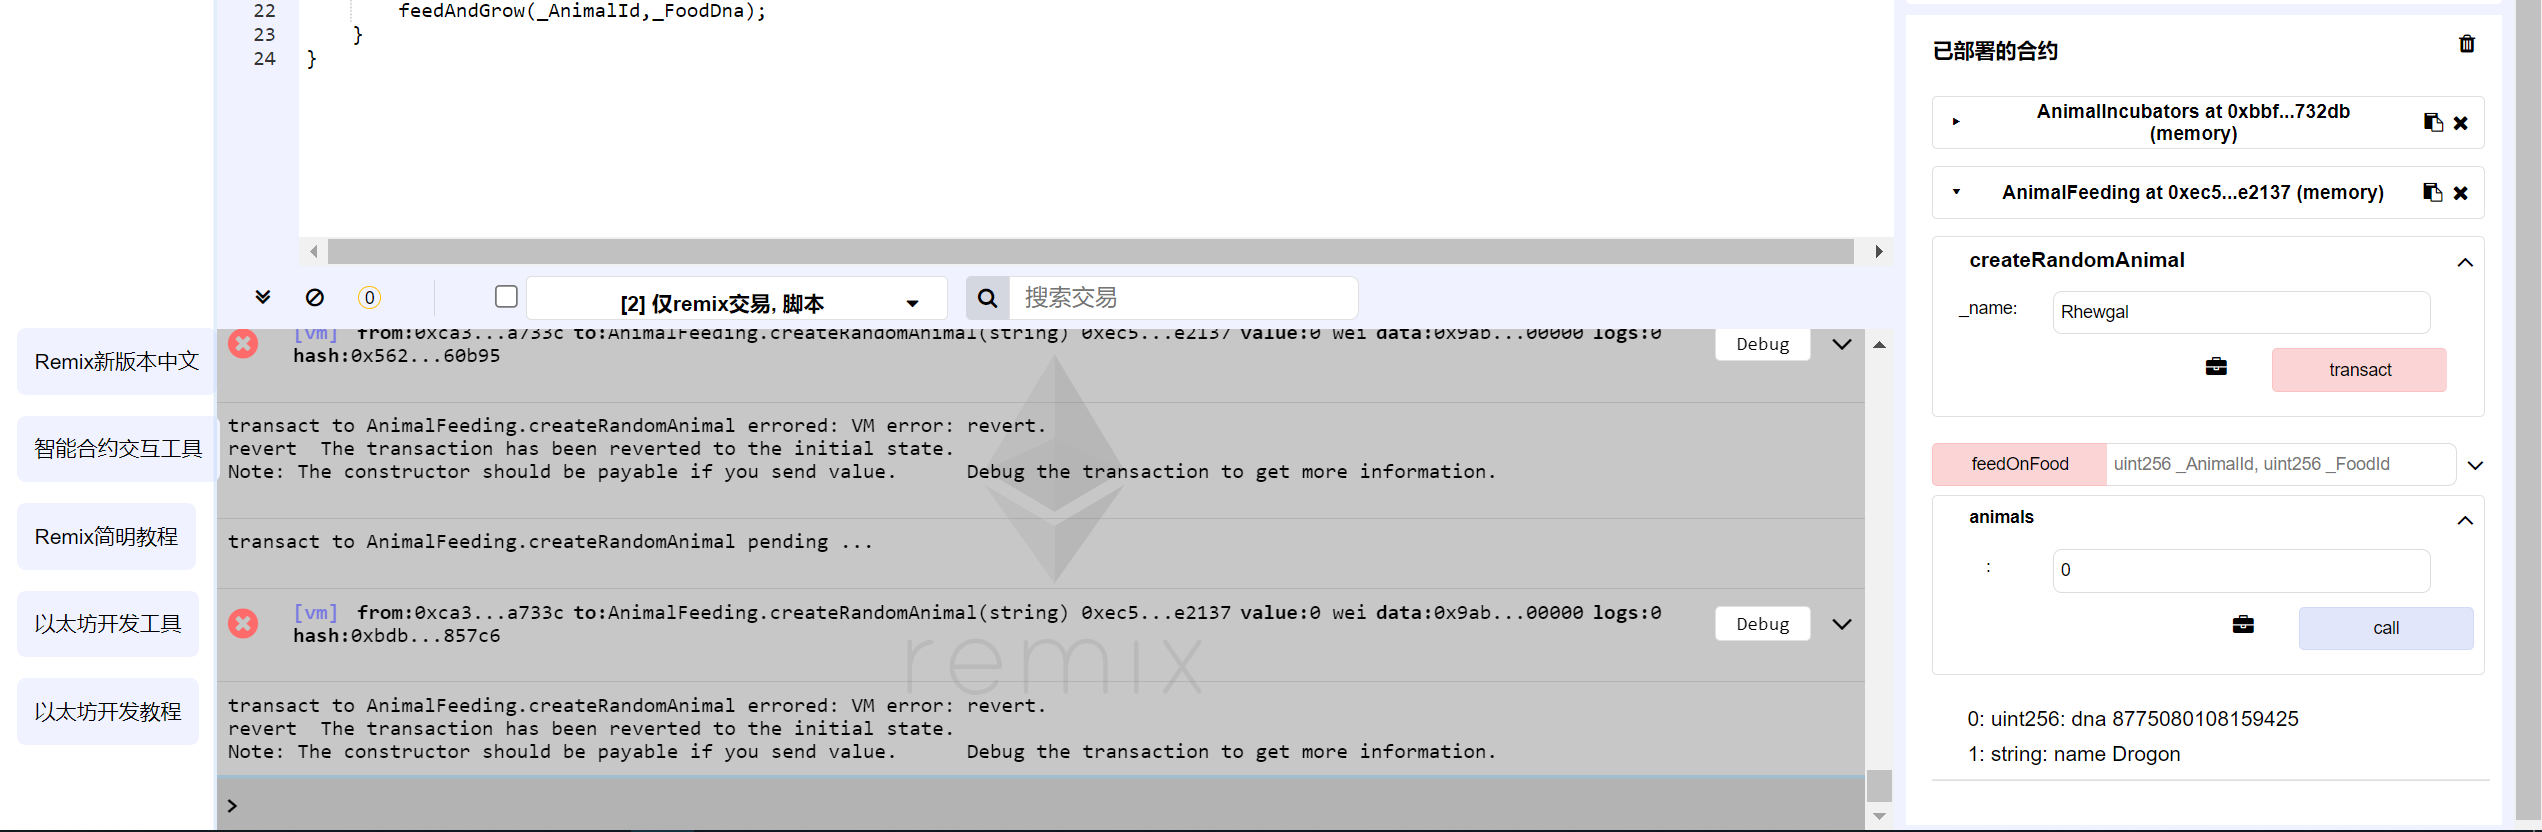 22 feedAndGrow(_AnimalId,_FoodDna);
23 }
24 }
0
[2] 仅remix交易, 脚本
搜索交易
Remix新版本中文
智能合约交互工具
Remix简明教程
以太坊开发工具
以太坊开发教程
[vm] from:0xca3...a733c to:AnimalFeeding.createRandomAnimal(string) 0xec5...e2137 value:0 wei data:0x9ab...00000 logs:0
hash:0x562...60b95
Debug
transact to AnimalFeeding.createRandomAnimal errored: VM error: revert.
revert The transaction has been reverted to the initial state.
Note: The constructor should be payable if you send value. Debug the transaction to get more information.
transact to AnimalFeeding.createRandomAnimal pending ...
[vm] from:0xca3...a733c to:AnimalFeeding.createRandomAnimal(string) 0xec5...e2137 value:0 wei data:0x9ab...00000 logs:0
hash:0xbdb...857c6
Debug
remix
transact to AnimalFeeding.createRandomAnimal errored: VM error: revert.
revert The transaction has been reverted to the initial state.
Note: The constructor should be payable if you send value. Debug the transaction to get more information.
>
已部署的合约
AnimalIncubators at 0xbbf...732db
(memory)
AnimalFeeding at 0xec5...e2137 (memory)
createRandomAnimal
_name: Rhewgal
transact
feedOnFood uint256 _AnimalId, uint256 _FoodId
animals
: 0
call
0: uint256: dna 8775080108159425
1: string: name Drogon